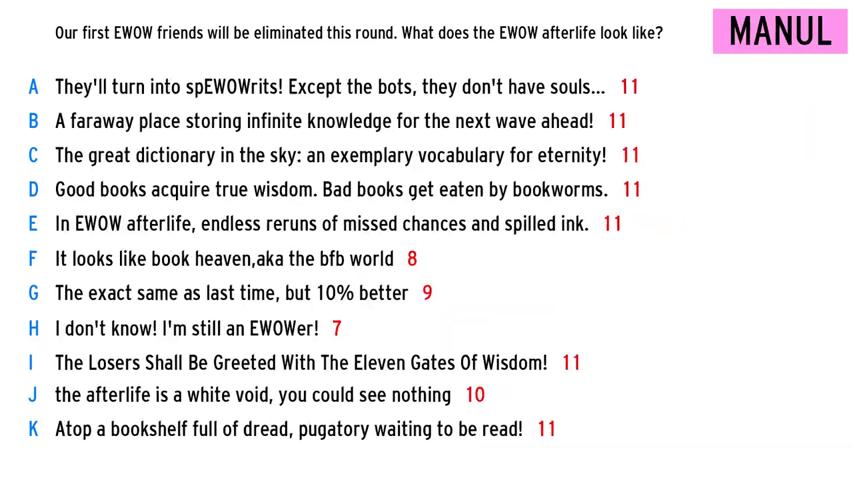 Our first EWOW friends will be eliminated this round. What does the EWOW afterlife look like?
MANUL
A They'll turn into spEWOWrits! Except the bots, they don't have souls... 11
B A faraway place storing infinite knowledge for the next wave ahead! 11
C The great dictionary in the sky: an exemplary vocabulary for eternity! 11
D Good books acquire true wisdom. Bad books get eaten by bookworms. 11
E In EWOW afterlife, endless reruns of missed chances and spilled ink. 11
F It looks like book heaven,aka the bfb world 8
G The exact same as last time, but 10% better 9
H I don't know! I'm still an EWOWer! 7
I The Losers Shall Be Greeted With The Eleven Gates Of Wisdom! 11
J the afterlife is a white void, you could see nothing 10
K Atop a bookshelf full of dread, pugatory waiting to be read! 11